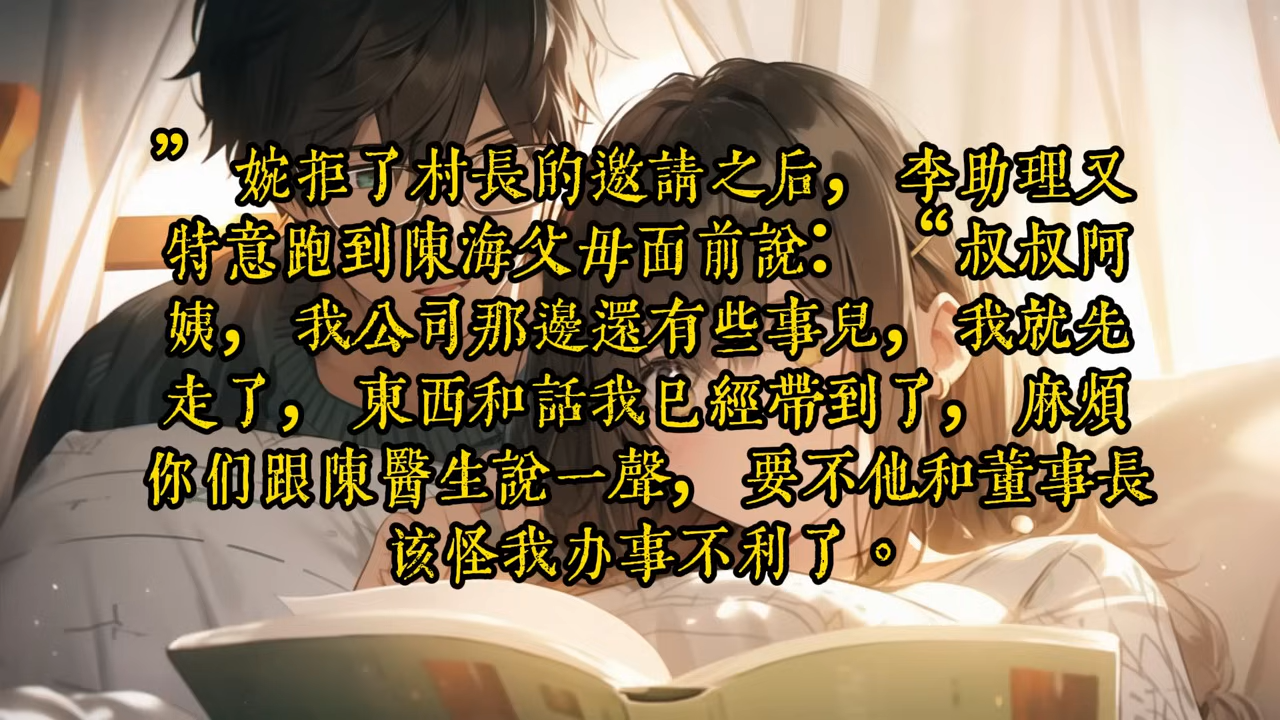 ” 婉拒了村長的邀請之后， 李助理又
特意跑到陳海父母面前說： “叔叔阿
姨， 我公司那邊還有些事兒， 我就先
走了， 東西和話我已經帶到了， 麻煩
你们跟陳醫生說一聲， 要不他和董事長
该怪我办事不利了。